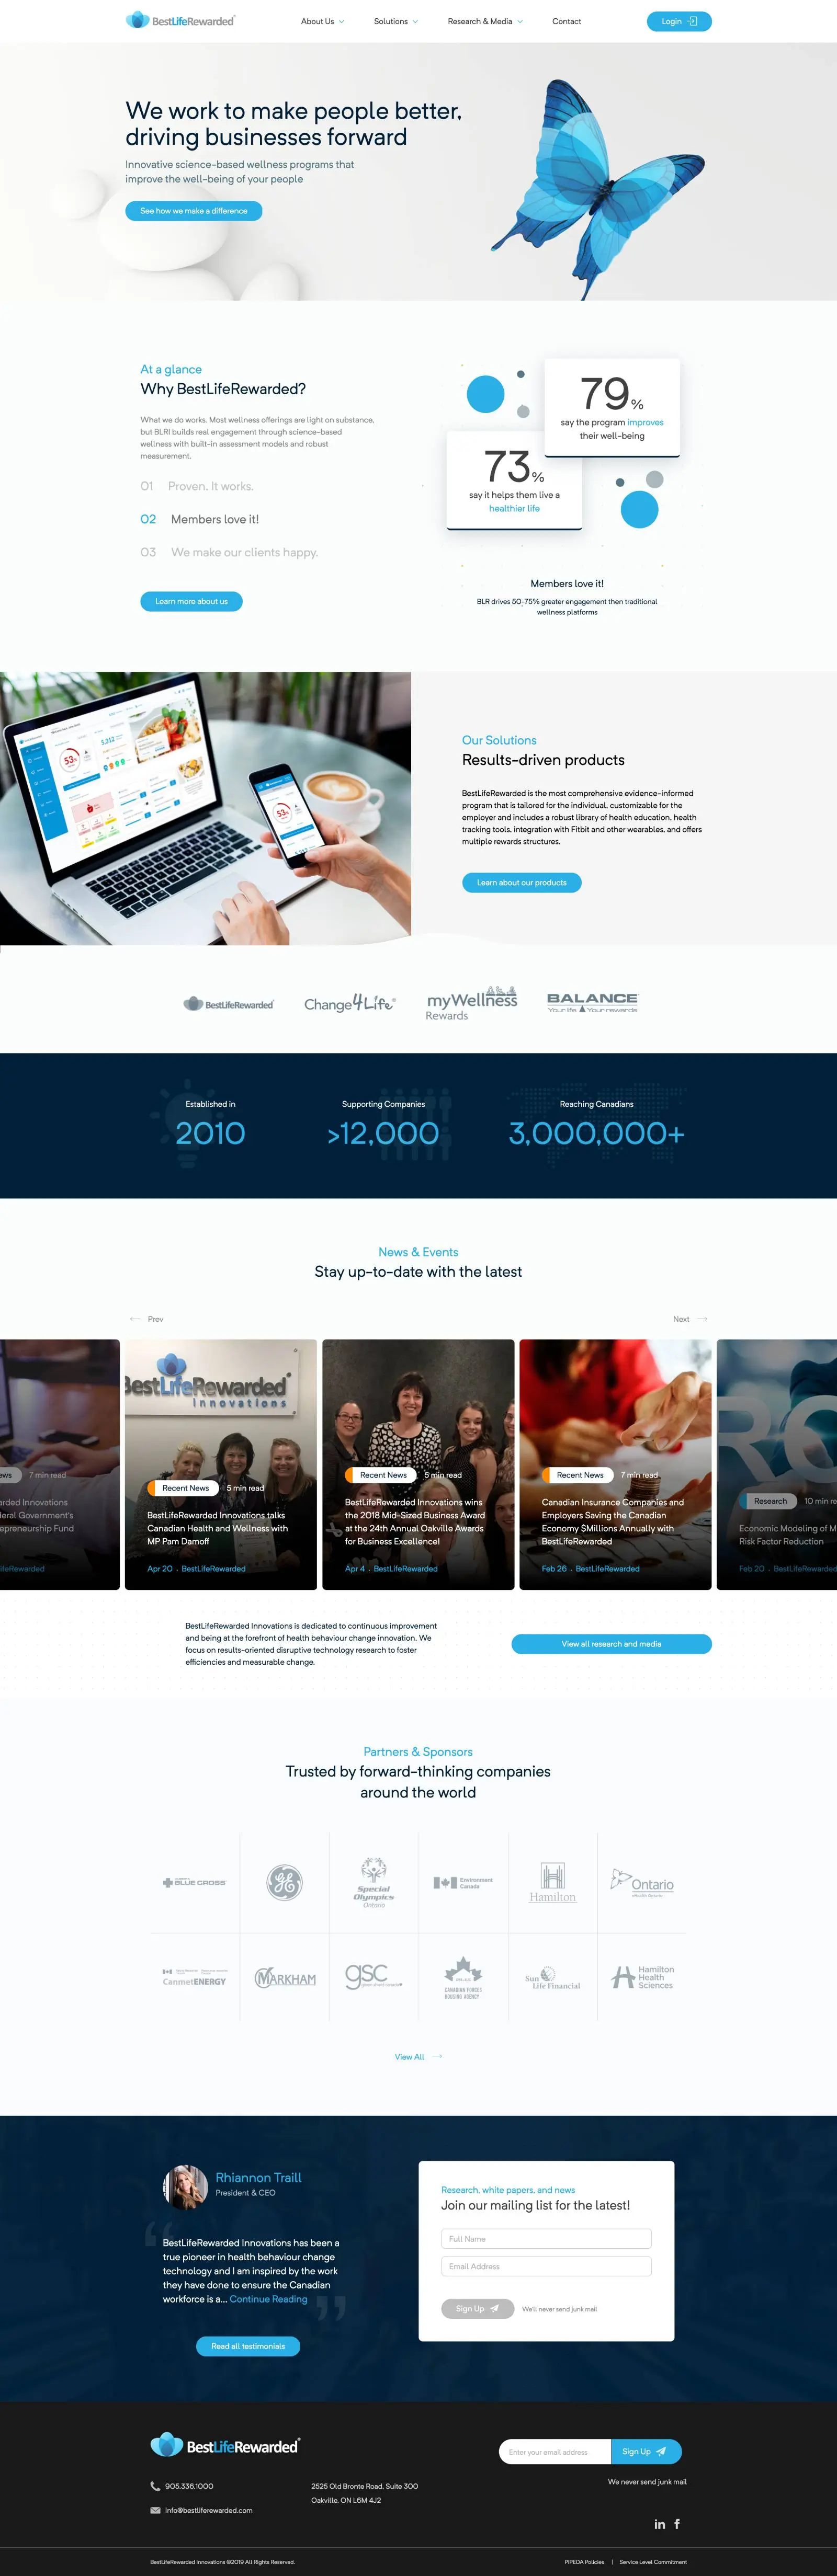 BestLifeRewarded®
About Us
Solutions
Research & Media
Contact
Login
We work to make people better,
driving businesses forward
Innovative science-based wellness programs that
improve the well-being of your people
See how we make a difference
At a glance
Why BestLifeRewarded?
What we do works. Most wellness offerings are light on substance,
but BLRI builds real engagement through science-based
wellness with built-in assessment models and robust
measurement.
01 Proven. It works.
02 Members love it!
03 We make our clients happy.
Learn more about us
79%
say the program improves
their well-being
73%
say it helps them live a
healthier life
Members love it!
BLR drives 50-75% greater engagement then traditional
wellness platforms
53%
5,312
53%
Our Solutions
Results-driven products
BestLifeRewarded is the most comprehensive evidence-informed
program that is tailored for the individual, customizable for the
employer and includes a robust library of health education, health
tracking tools, integration with Fitbit and other wearables, and offers
multiple rewards structures.
Learn about our products
BestLifeRewarded
Change4Life®
myWellness
Rewards
BALANCE
Your life Your rewards
Established in
2010
Supporting Companies
>12,000
Reaching Canadians
3,000,000+
News & Events
Stay up-to-date with the latest
Prev
Next
ews 7 min read
arded Innovations
deral Government's
epreneurship Fund
ifeRewarded
BestLifeRewarded®
innovations
Recent News 5 min read
BestLifeRewarded Innovations talks
Canadian Health and Wellness with
MP Pam Damoff
Apr 20 . BestLifeRewarded
Recent News 5 min read
BestLifeRewarded Innovations wins
the 2018 Mid-Sized Business Award
at the 24th Annual Oakville Awards
for Business Excellence!
Apr 4 . BestLifeRewarded
Recent News 7 min read
Canadian Insurance Companies and
Employers Saving the Canadian
Economy $Millions Annually with
BestLifeRewarded
Feb 26 . BestLifeRewarded
Research 10 min re
Economic Modeling of M
Risk Factor Reduction
Feb 20 . BestLifeRewarded
BestLifeRewarded Innovations is dedicated to continuous improvement
and being at the forefront of health behaviour change innovation. We
focus on results-oriented disruptive technology research to foster
efficiencies and measurable change.
View all research and media
Partners & Sponsors
Trusted by forward-thinking companies
around the world
BLUE CROSS
GE
Special
Olympics
Ontario
Environment
Canada
Hamilton
Ontario
eHealth Ontario
CanmetENERGY
MARKHAM
gsc
green shield canada
CANADIAN FORCES
HOUSING AGENCY
Sun
Life Financial
Hamilton
Health
Sciences
View All
Rhiannon Traill
President & CEO
BestLifeRewarded Innovations has been a
true pioneer in health behaviour change
technology and I am inspired by the work
they have done to ensure the Canadian
workforce is a... Continue Reading
Read all testimonials
Research, white papers, and news
Join our mailing list for the latest!
Full Name
Email Address
Sign Up
We'll never send junk mail
BestLifeRewarded®
905.336.1000
info@bestliferewarded.com
2525 Old Bronte Road, Suite 300
Oakville, ON L6M 4J2
Enter your email address
Sign Up
We never send junk mail
in f
BestLifeRewarded Innovations ©2019 All Rights Reserved.
PIPEDA Policies | Service Level Commitment